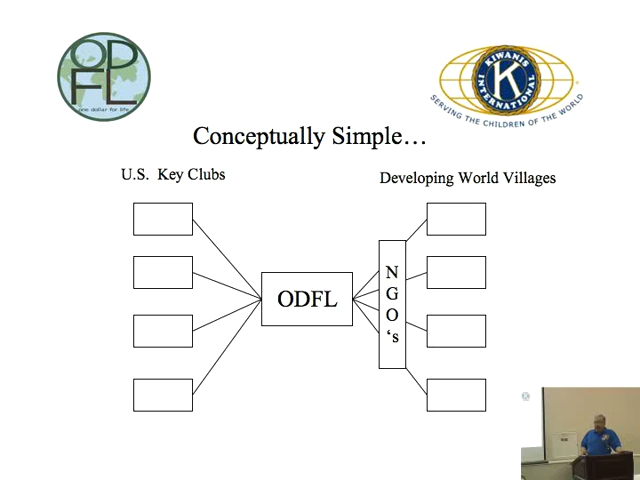 ODFL
one dollar for life
KIWANIS
K
INTERNATIONAL
SERVING THE CHILDREN OF THE WORLD
Conceptually Simple…
U.S. Key Clubs
Developing World Villages
ODFL
N
G
O
‘s